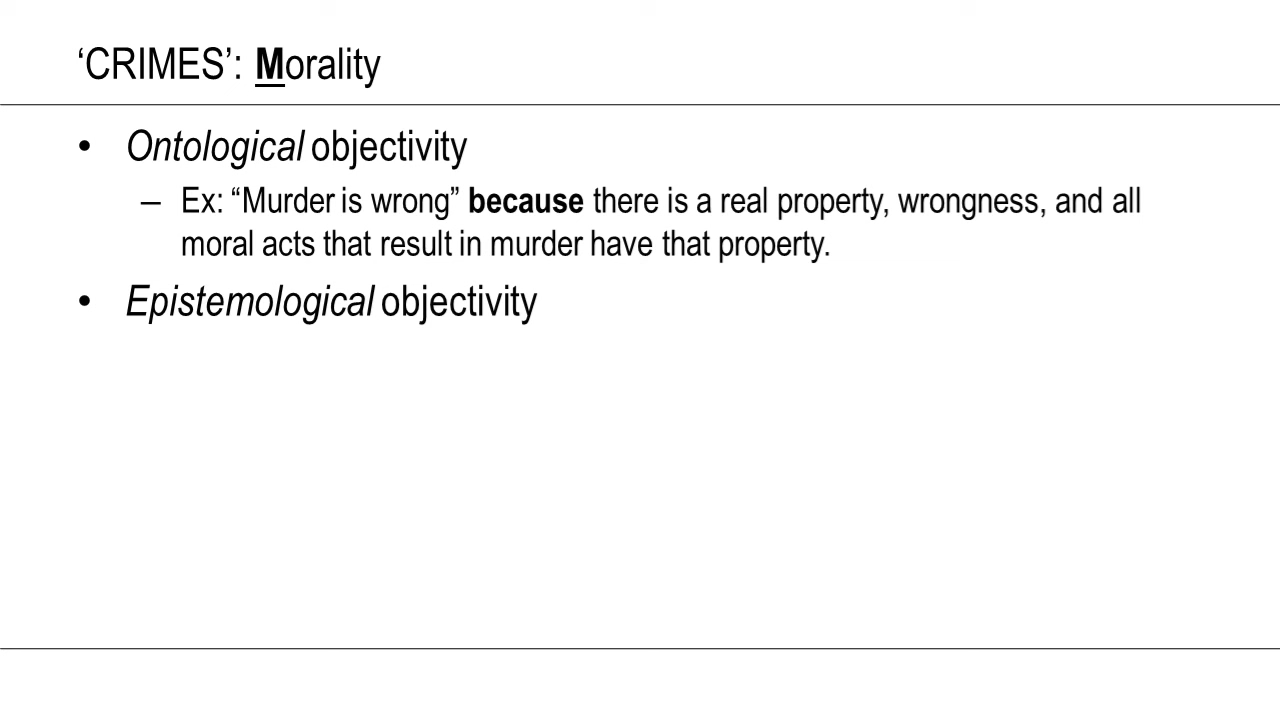 ‘CRIMES’: Morality
• Ontological objectivity
– Ex: “Murder is wrong” because there is a real property, wrongness, and all
moral acts that result in murder have that property.
• Epistemological objectivity